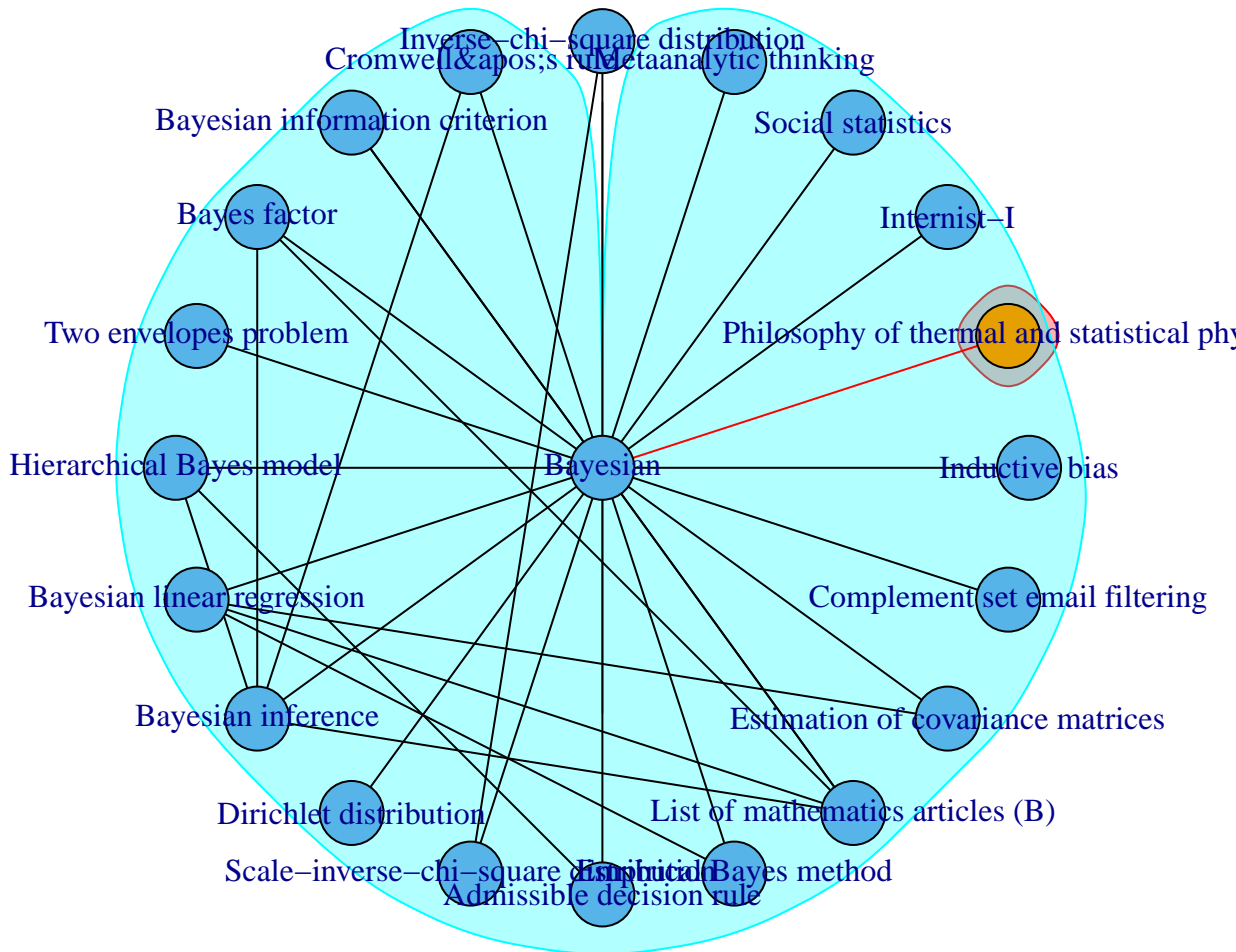 Inverse−chi−square distribution
Cromwell&apos;s rule
Metaanalytic thinking
Bayesian information criterion
Social statistics
Bayes factor
Internist−I
Two envelopes problem
Philosophy of thermal and statistical phy
Hierarchical Bayes model
Bayesian
Inductive bias
Bayesian linear regression
Complement set email filtering
Bayesian inference
Estimation of covariance matrices
Dirichlet distribution
List of mathematics articles (B)
Scale−inverse−chi−square distribution
Empirical Bayes method
Admissible decision rule